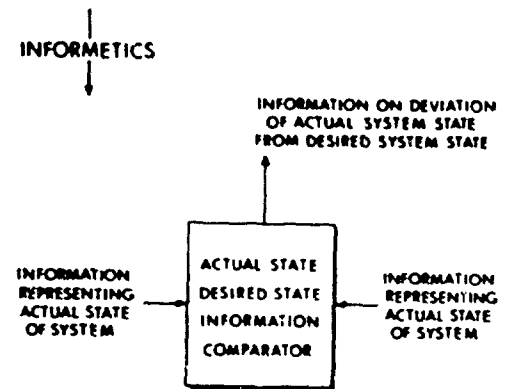 INFORMETICS
INFORMATION ON DEVIATION
OF ACTUAL SYSTEM STATE
FROM DESIRED SYSTEM STATE
INFORMATION
REPRESENTING
ACTUAL STATE
OF SYSTEM
ACTUAL STATE
DESIRED STATE
INFORMATION
COMPARATOR
INFORMATION
REPRESENTING
ACTUAL STATE
OF SYSTEM